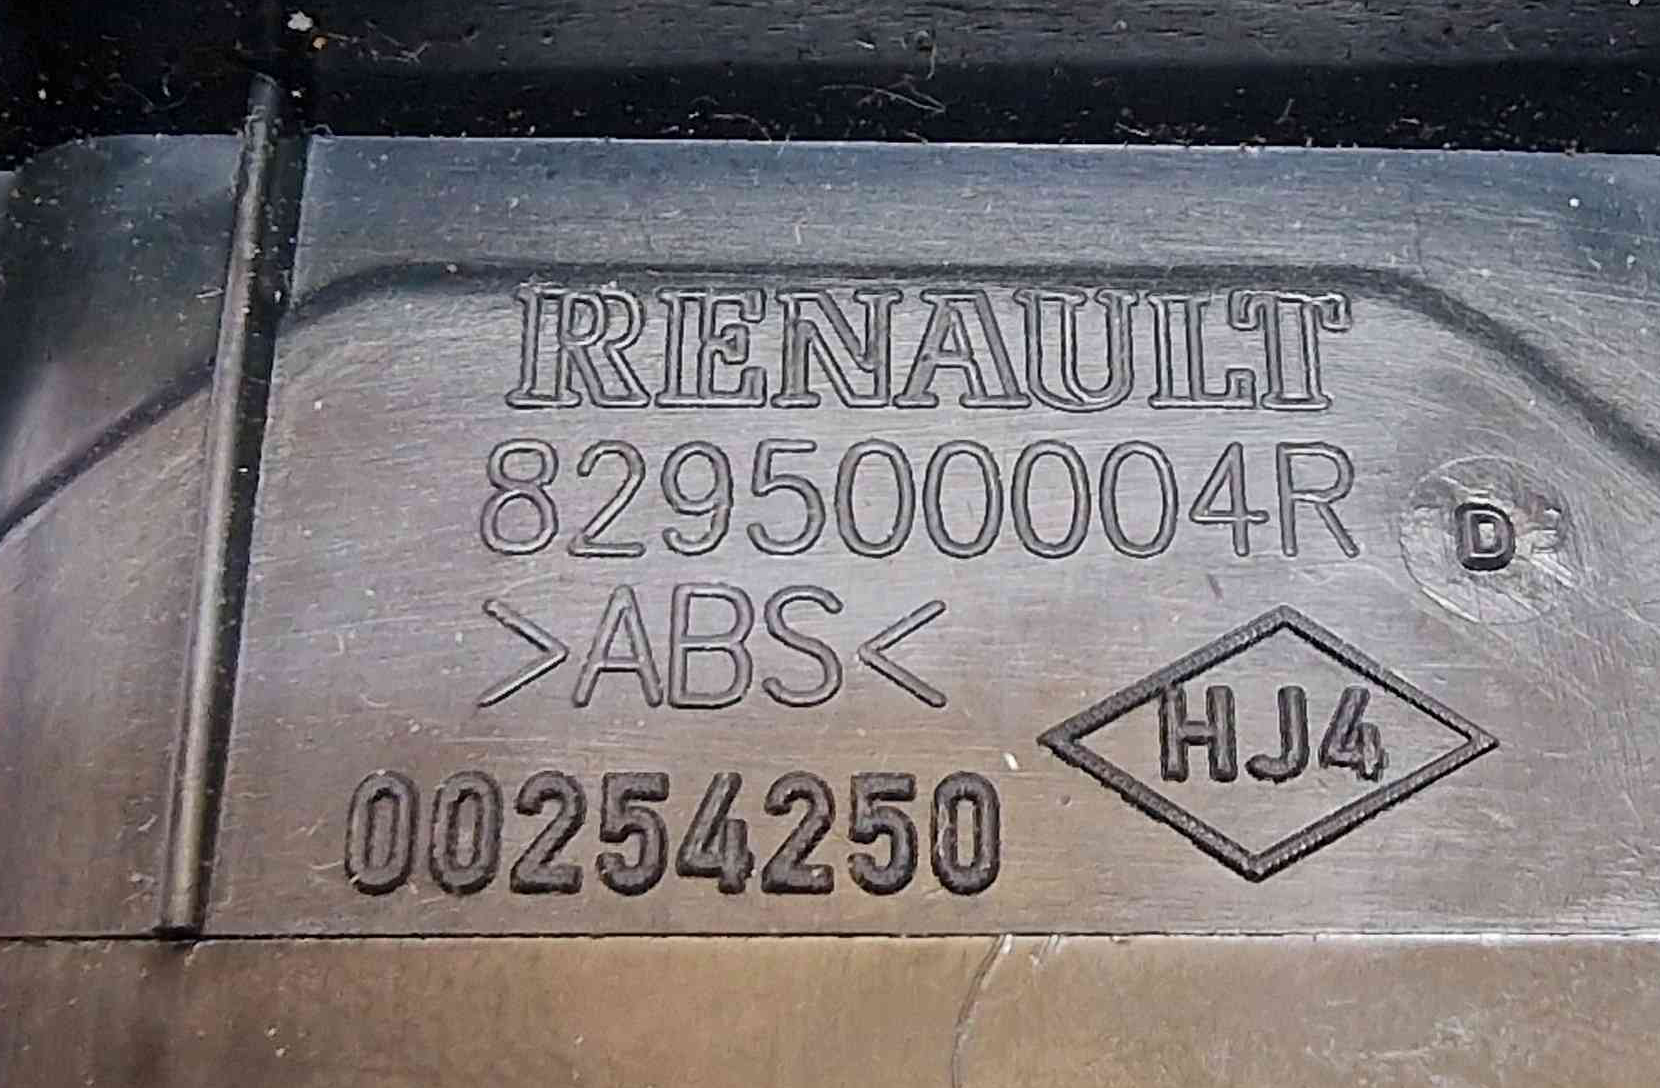 RENAULT
829500004R
D
>ABS<
HJ4
00254250